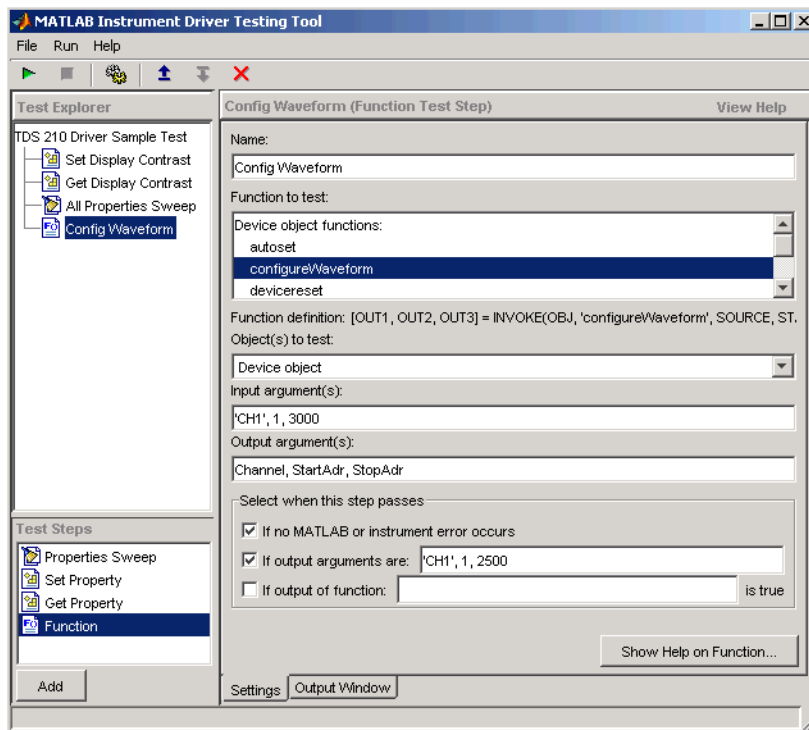 MATLAB Instrument Driver Testing Tool
File Run Help
Test Explorer
TDS 210 Driver Sample Test
Set Display Contrast
Get Display Contrast
All Properties Sweep
Config Waveform
Test Steps
Properties Sweep
Set Property
Get Property
Function
Add
Config Waveform (Function Test Step) View Help
Name:
Config Waveform
Function to test:
Device object functions:
autoset
configureWaveform
devicereset
Function definition: [OUT1, OUT2, OUT3] = INVOKE(OBJ, 'configureWaveform', SOURCE, ST.
Object(s) to test:
Device object
Input argument(s):
'CH1', 1, 3000
Output argument(s):
Channel, StartAdr, StopAdr
Select when this step passes
If no MATLAB or instrument error occurs
If output arguments are: 'CH1', 1, 2500
If output of function: is true
Show Help on Function...
Settings Output Window